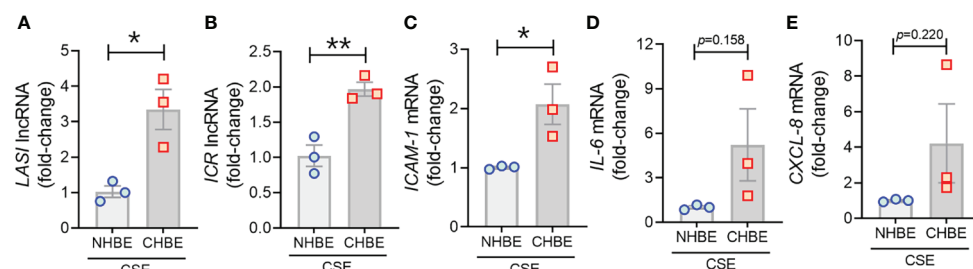 A
*
LASI lncRNA
(fold-change)
5
4
3
2
1
0
NHBE CHBE
CSE
B
**
ICR lncRNA
(fold-change)
2.5
2.0
1.5
1.0
0.5
0.0
NHBE CHBE
CSE
C
*
ICAM-1 mRNA
(fold-change)
3
2
1
0
NHBE CHBE
CSE
D
p=0.158
IL-6 mRNA
(fold-change)
12
9
6
3
0
NHBE CHBE
CSE
E
p=0.220
CXCL-8 mRNA
(fold-change)
10
8
6
4
2
0
NHBE CHBE
CSE